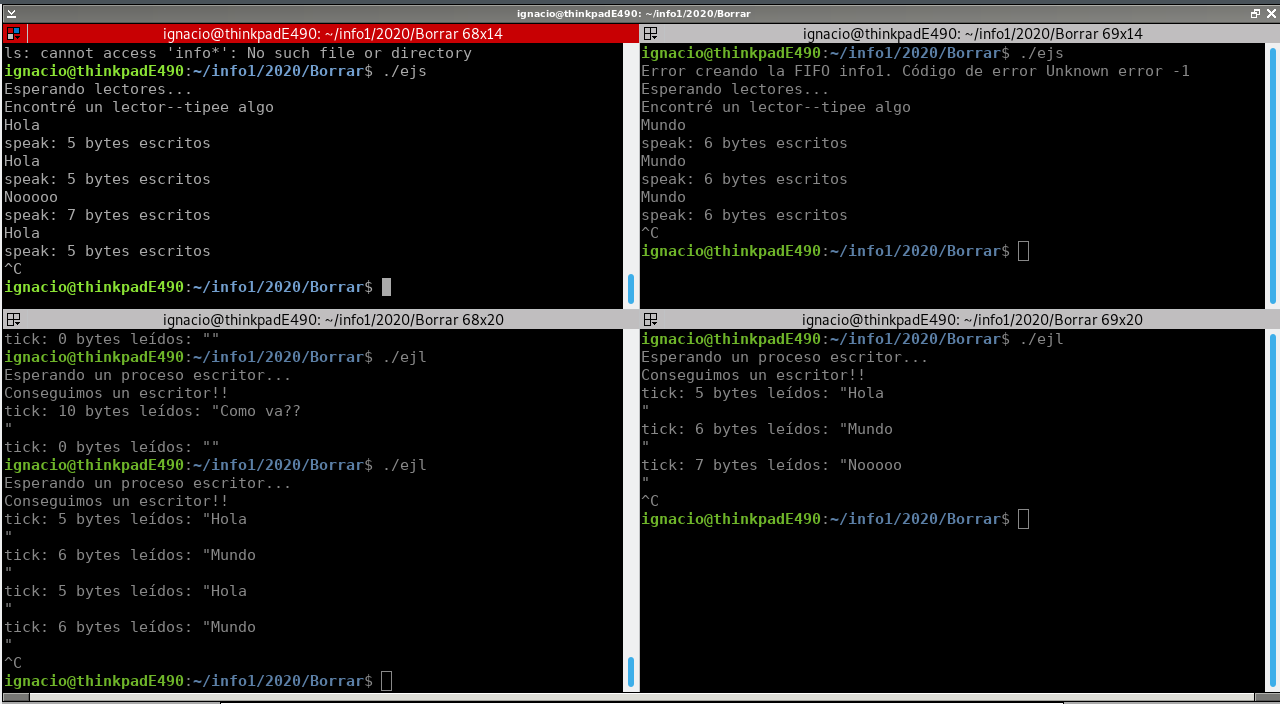 ignacio@thinkpadE490: ~/info1/2020/Borrar
ignacio@thinkpadE490: ~/info1/2020/Borrar 68x14
ls: cannot access 'info*': No such file or directory
ignacio@thinkpadE490:~/info1/2020/Borrar$ ./ejs
Esperando lectores...
Encontré un lector--tipee algo
Hola
speak: 5 bytes escritos
Hola
speak: 5 bytes escritos
Nooooo
speak: 7 bytes escritos
Hola
speak: 5 bytes escritos
^C
ignacio@thinkpadE490:~/info1/2020/Borrar$
ignacio@thinkpadE490: ~/info1/2020/Borrar 69x14
ignacio@thinkpadE490:~/info1/2020/Borrar$ ./ejs
Error creando la FIFO info1. Código de error Unknown error -1
Esperando lectores...
Encontré un lector--tipee algo
Mundo
speak: 6 bytes escritos
Mundo
speak: 6 bytes escritos
Mundo
speak: 6 bytes escritos
^C
ignacio@thinkpadE490:~/info1/2020/Borrar$
ignacio@thinkpadE490: ~/info1/2020/Borrar 68x20
tick: 0 bytes leídos: ""
ignacio@thinkpadE490:~/info1/2020/Borrar$ ./ejl
Esperando un proceso escritor...
Conseguimos un escritor!!
tick: 10 bytes leídos: "Como va??
"
tick: 0 bytes leídos: ""
ignacio@thinkpadE490:~/info1/2020/Borrar$ ./ejl
Esperando un proceso escritor...
Conseguimos un escritor!!
tick: 5 bytes leídos: "Hola
"
tick: 6 bytes leídos: "Mundo
"
tick: 5 bytes leídos: "Hola
"
tick: 6 bytes leídos: "Mundo
"
^C
ignacio@thinkpadE490:~/info1/2020/Borrar$
ignacio@thinkpadE490: ~/info1/2020/Borrar 69x20
ignacio@thinkpadE490:~/info1/2020/Borrar$ ./ejl
Esperando un proceso escritor...
Conseguimos un escritor!!
tick: 5 bytes leídos: "Hola
"
tick: 6 bytes leídos: "Mundo
"
tick: 7 bytes leídos: "Nooooo
"
^C
ignacio@thinkpadE490:~/info1/2020/Borrar$